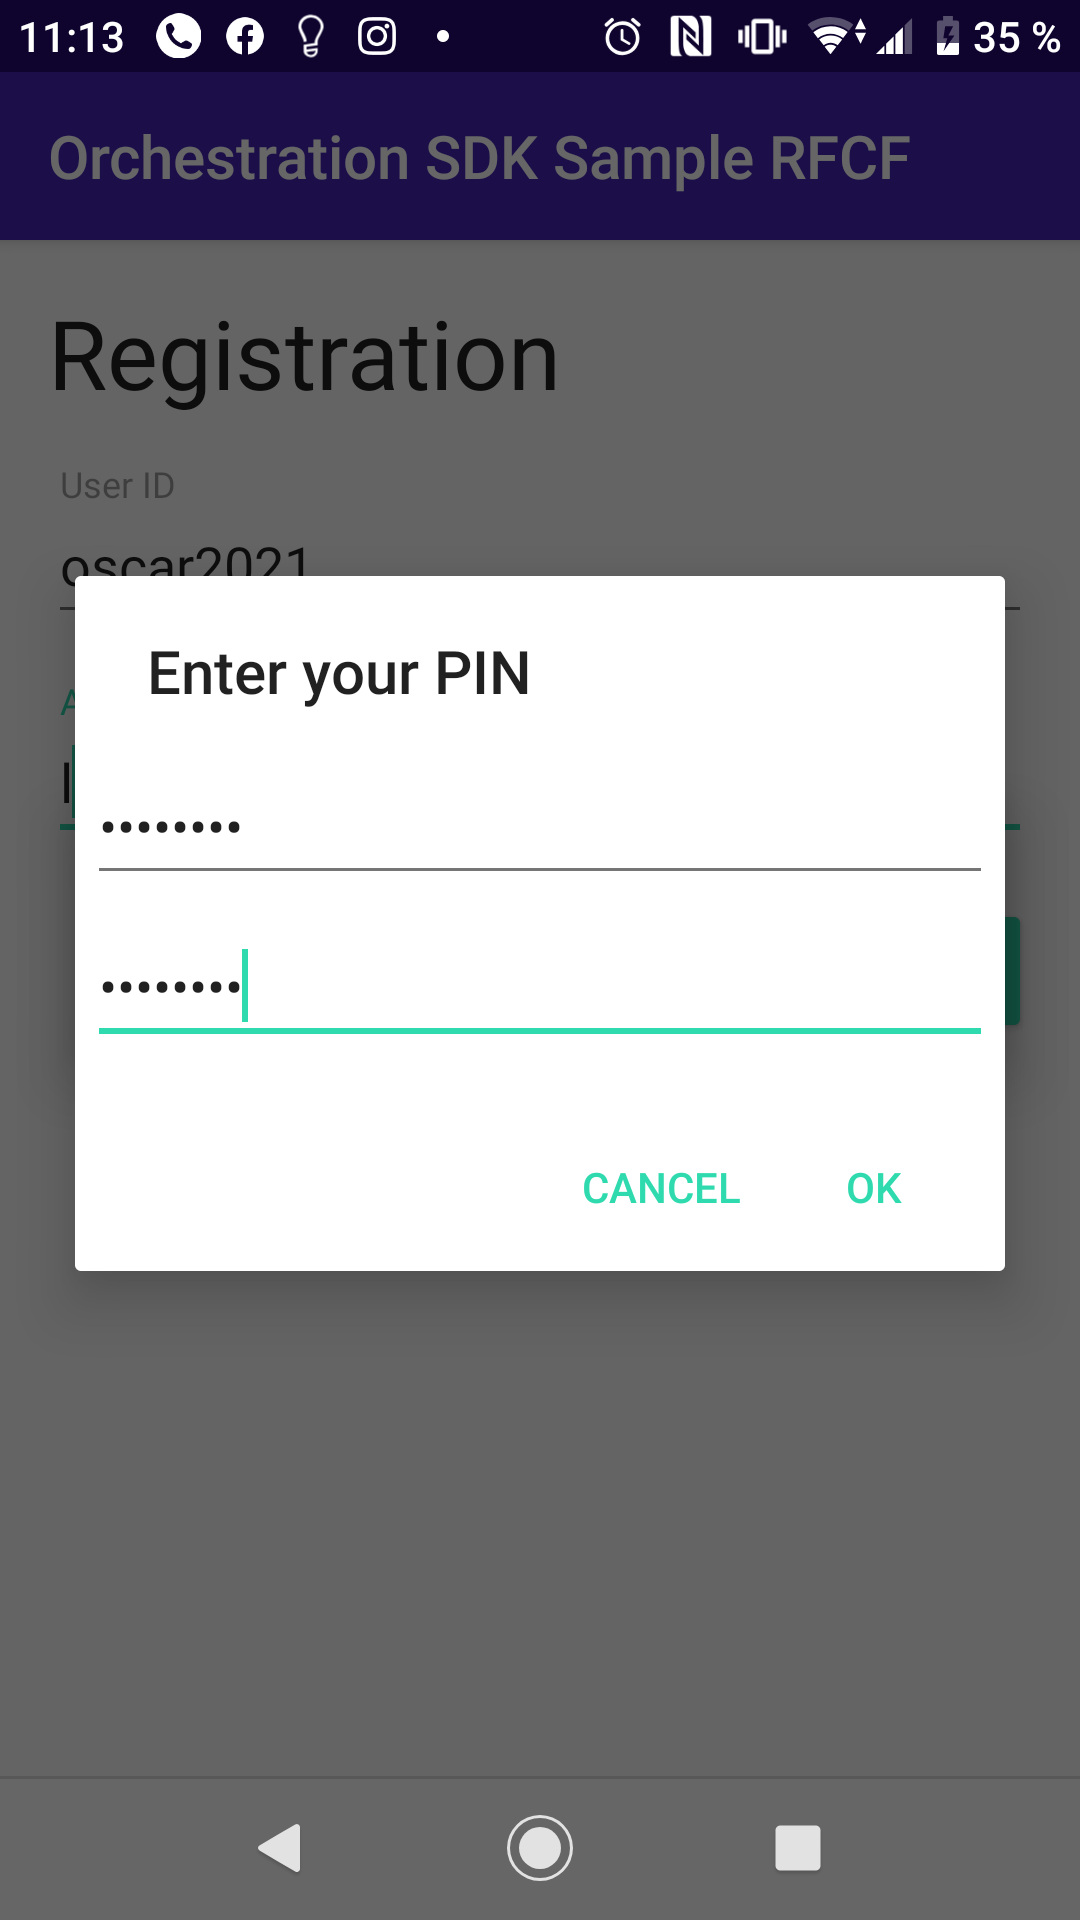 11:13 35 %
Orchestration SDK Sample RFCF
Registration
User ID
oscar2021
Enter your PIN
••••••••
••••••••
CANCEL OK